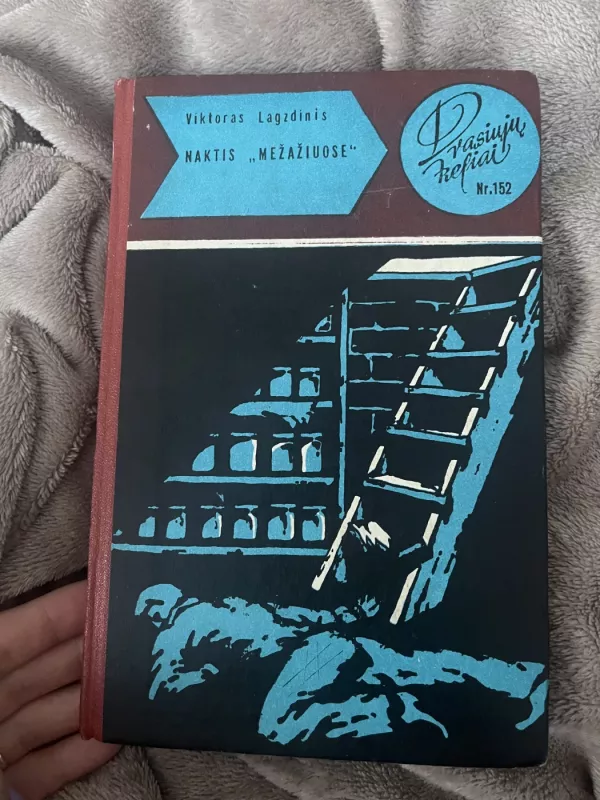 Viktoras Lagzdinis
NAKTIS „MEŽAŽIUOSE“
Drąsiųjų
keliai
Nr.152